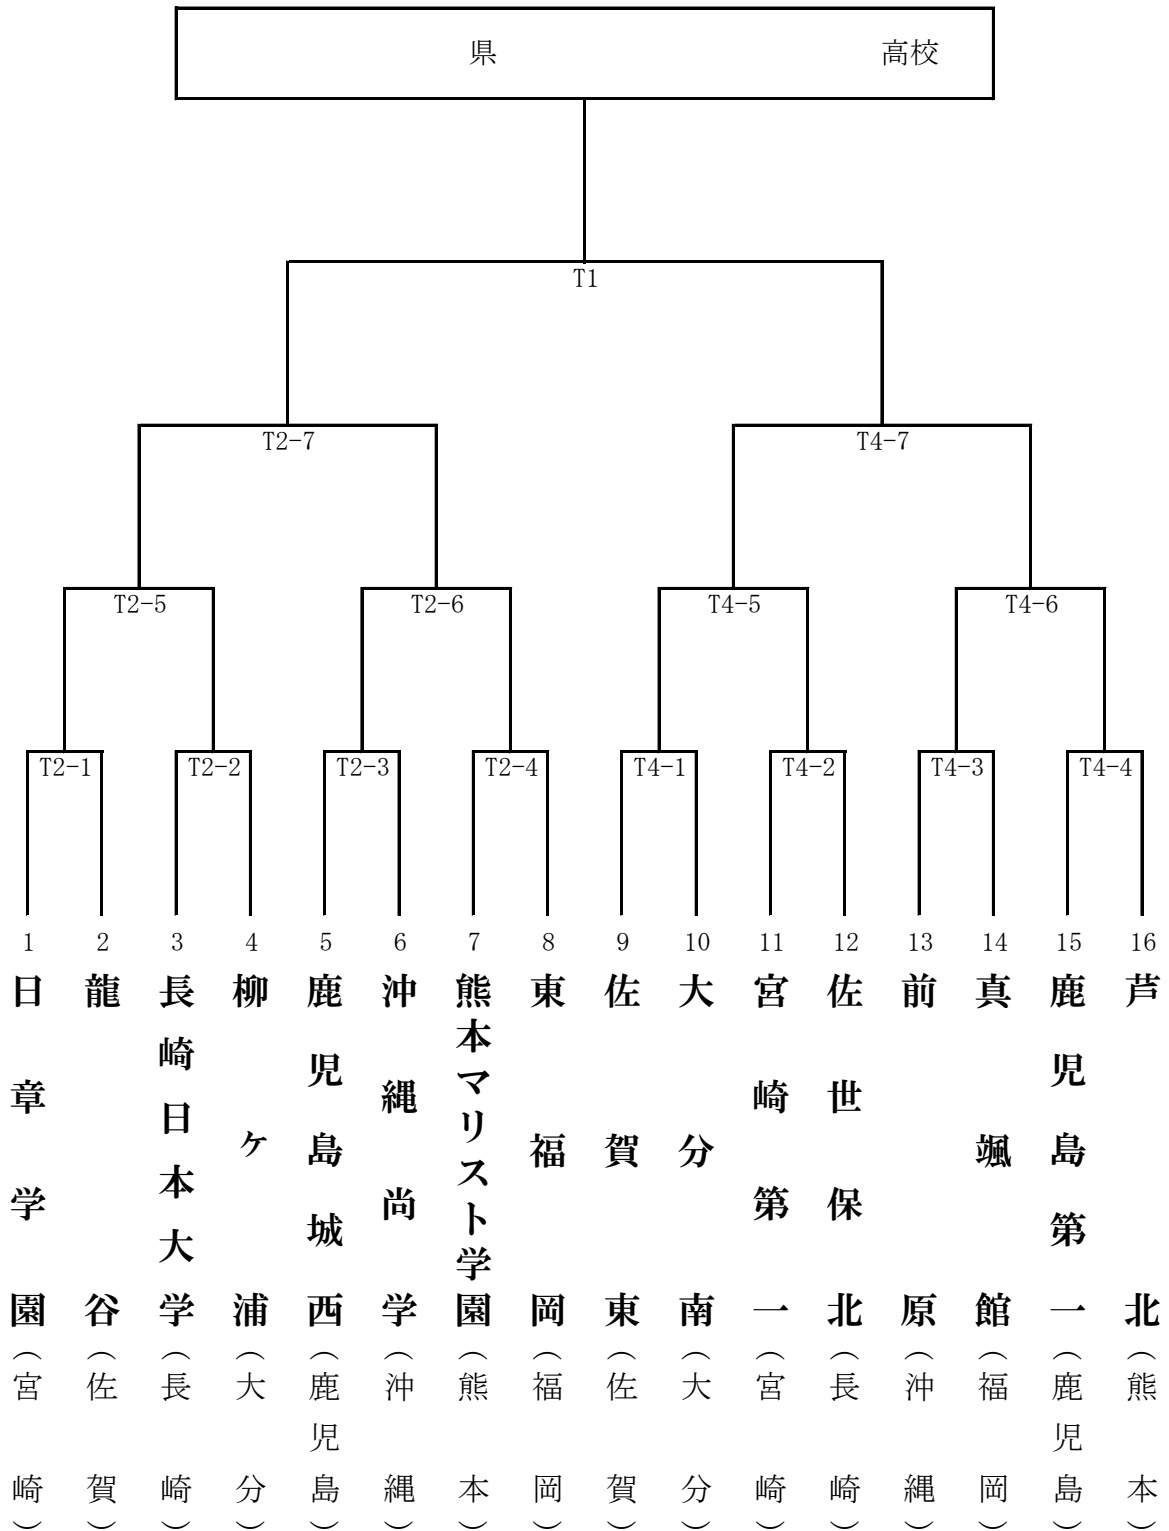 県 高校
T1
T2-7 T4-7
T2-5 T2-6 T4-5 T4-6
T2-1 T2-2 T2-3 T2-4 T4-1 T4-2 T4-3 T4-4
1 2 3 4 5 6 7 8 9 10 11 12 13 14 15 16
日章学園（宮崎）
龍谷（佐賀）
長崎日本大学（長崎）
柳ケ浦（大分）
鹿児島城西（鹿児島）
沖縄尚学（沖縄）
熊本マリスト学園（熊本）
東福岡（福岡）
佐賀東（佐賀）
大分南（大分）
宮崎第一（宮崎）
佐世保北（長崎）
前原（沖縄）
真颯館（福岡）
鹿児島第一（鹿児島）
芦北（熊本）